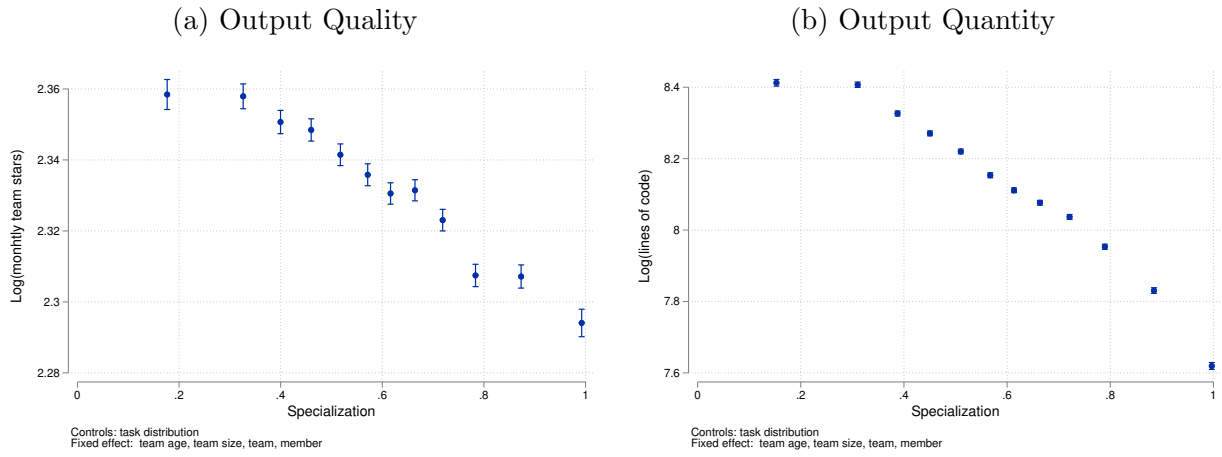 (a) Output Quality
2.36
2.34
2.32
2.3
2.28
Log(monhtly team stars)
0 .2 .4 .6 .8 1
Specialization
Controls: task distribution
Fixed effect: team age, team size, team, member
(b) Output Quantity
8.4
8.2
8
7.8
7.6
Log(lines of code)
0 .2 .4 .6 .8 1
Specialization
Controls: task distribution
Fixed effect: team age, team size, team, member